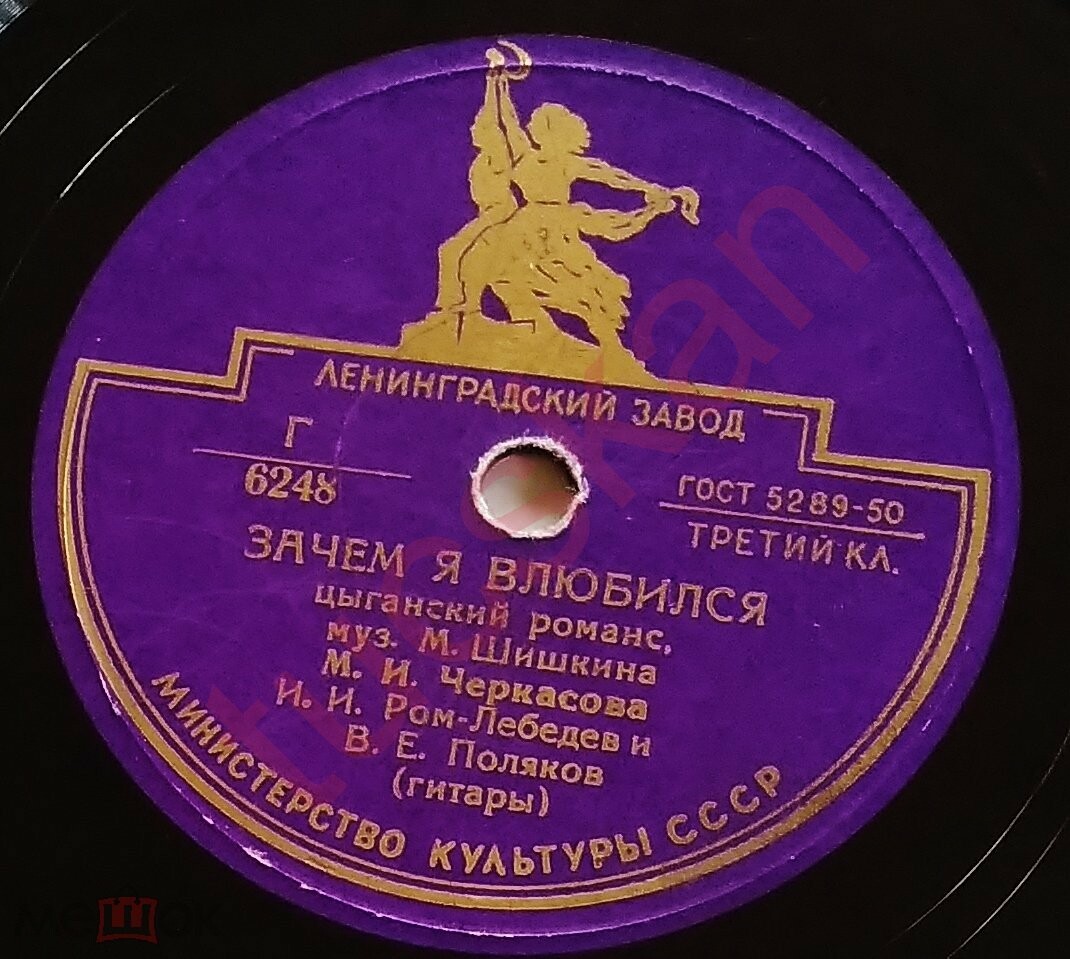 ЛЕНИНГРАДСКИЙ ЗАВОД
Г
6248
ГОСТ 5289-50
ТРЕТИЙ КЛ.
ЗАЧЕМ Я ВЛЮБИЛСЯ
цыганский романс,
муз. М. Шишкина
М. И. Черкасова
И. И. Ром-Лебедев и
В. Е. Поляков
(гитары)
МИНИСТЕРСТВО КУЛЬТУРЫ СССР
мешок